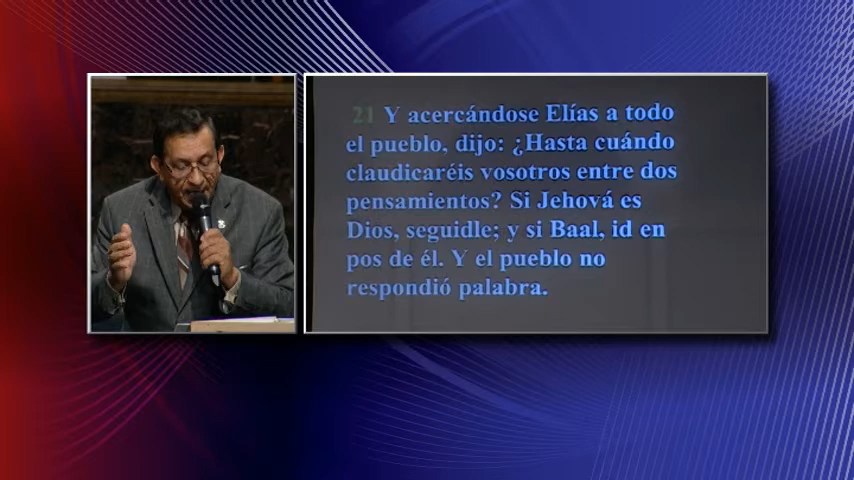 21 Y acercándose Elías a todo
el pueblo, dijo: ¿Hasta cuándo
claudicaréis vosotros entre dos
pensamientos? Si Jehová es
Dios, seguidle; y si Baal, id en
pos de él. Y el pueblo no
respondió palabra.